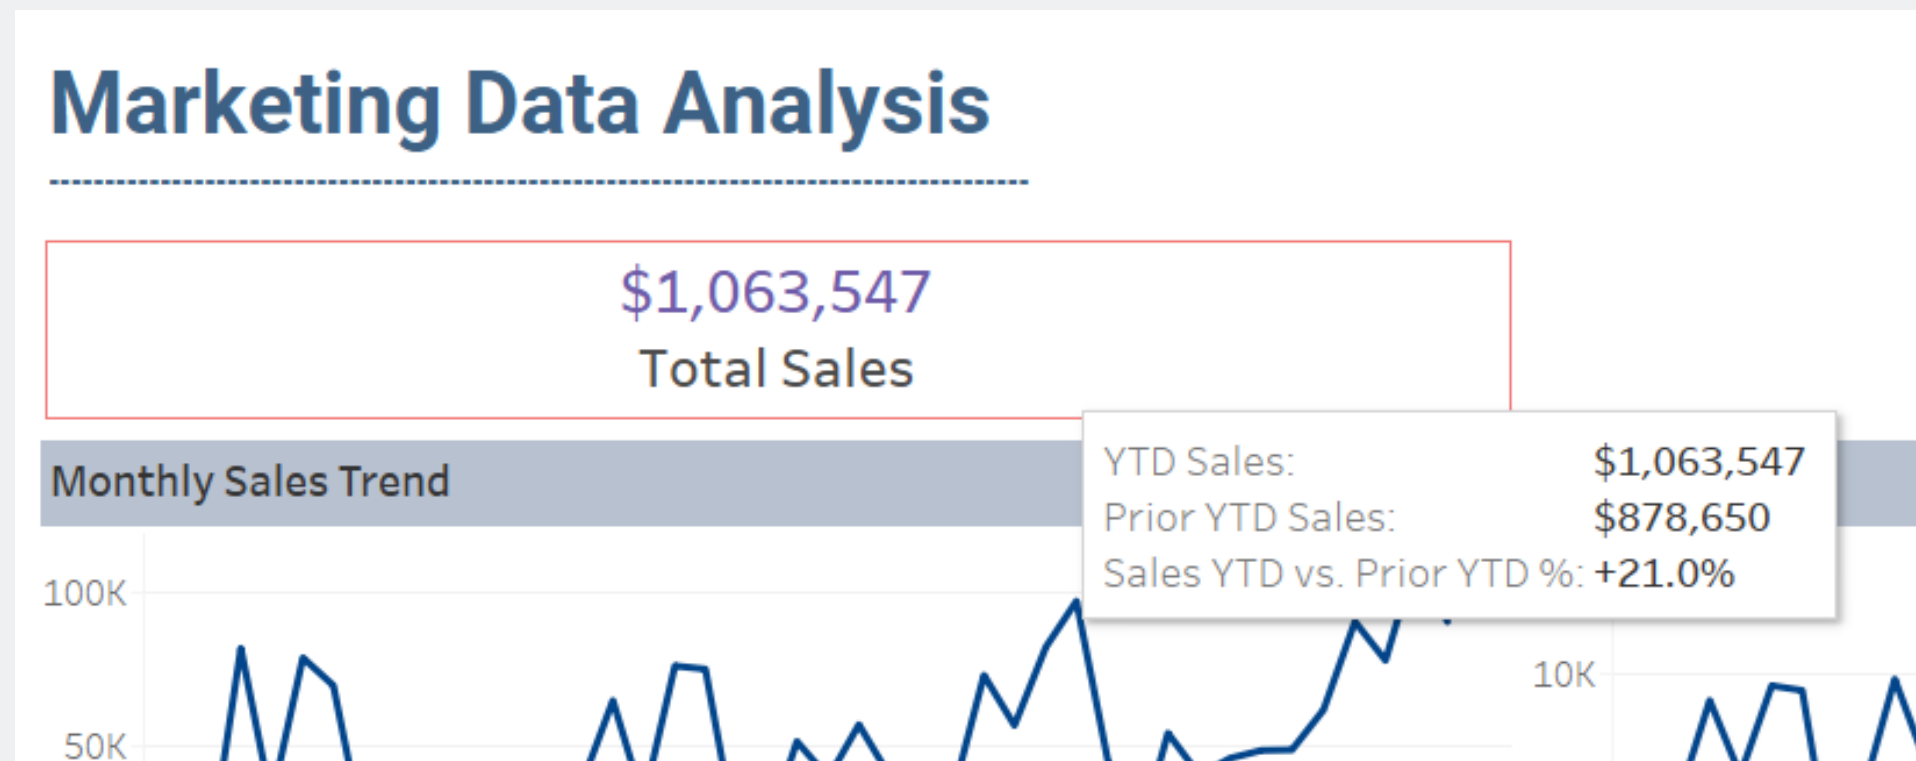 Marketing Data Analysis
$1,063,547
Total Sales
Monthly Sales Trend
YTD Sales: $1,063,547
Prior YTD Sales: $878,650
Sales YTD vs. Prior YTD %: +21.0%
100K
50K
10K